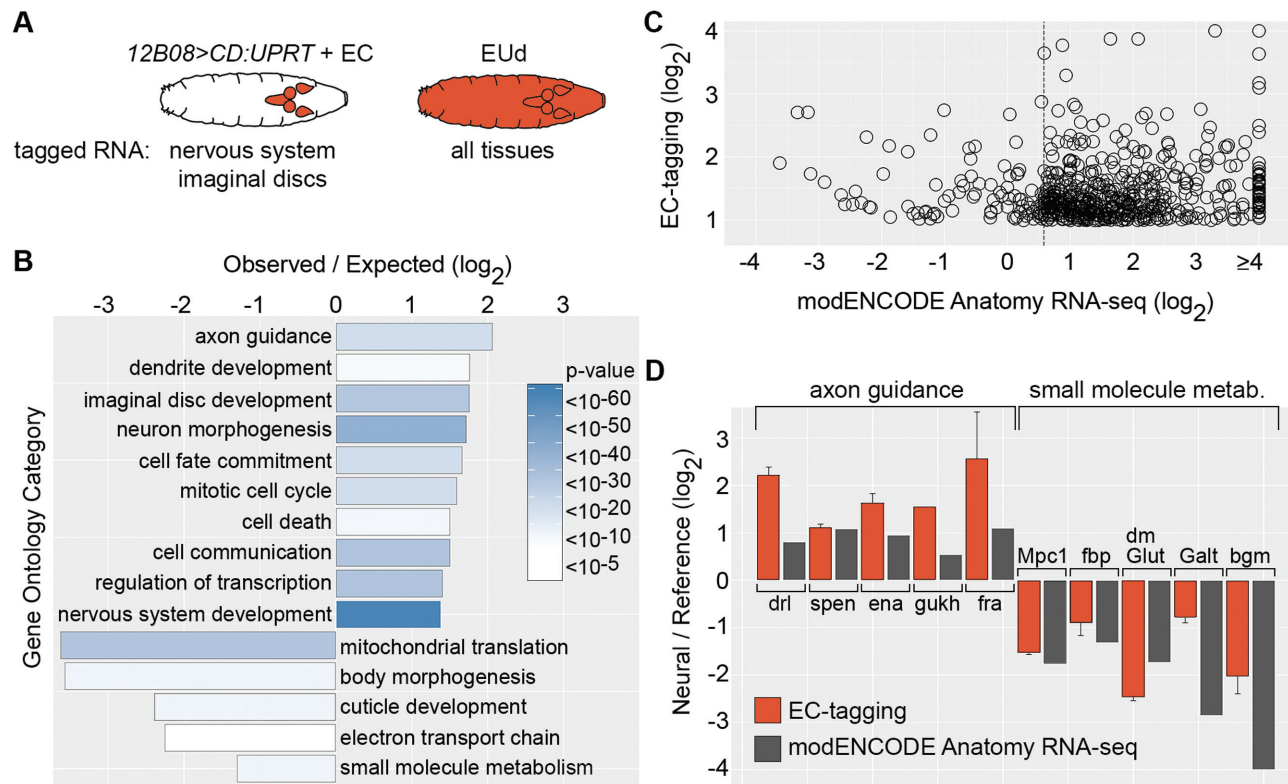 A
12B08>CD:UPRT + EC
EUd
tagged RNA:
nervous system
imaginal discs
all tissues
B
Observed / Expected (log2)
-3 -2 -1 0 1 2 3
Gene Ontology Category
axon guidance
dendrite development
imaginal disc development
neuron morphogenesis
cell fate commitment
mitotic cell cycle
cell death
cell communication
regulation of transcription
nervous system development
mitochondrial translation
body morphogenesis
cuticle development
electron transport chain
small molecule metabolism
p-value
<10-60
<10-50
<10-40
<10-30
<10-20
<10-10
<10-5
C
EC-tagging (log2)
4
3
2
1
-4 -3 -2 -1 0 1 2 3 ≥4
modENCODE Anatomy RNA-seq (log2)
D
axon guidance
small molecule metab.
Neural / Reference (log2)
3
2
1
0
-1
-2
-3
-4
drl
spen
ena
gukh
fra
Mpc1
fbp
dm
Glut
Galt
bgm
EC-tagging
modENCODE Anatomy RNA-seq